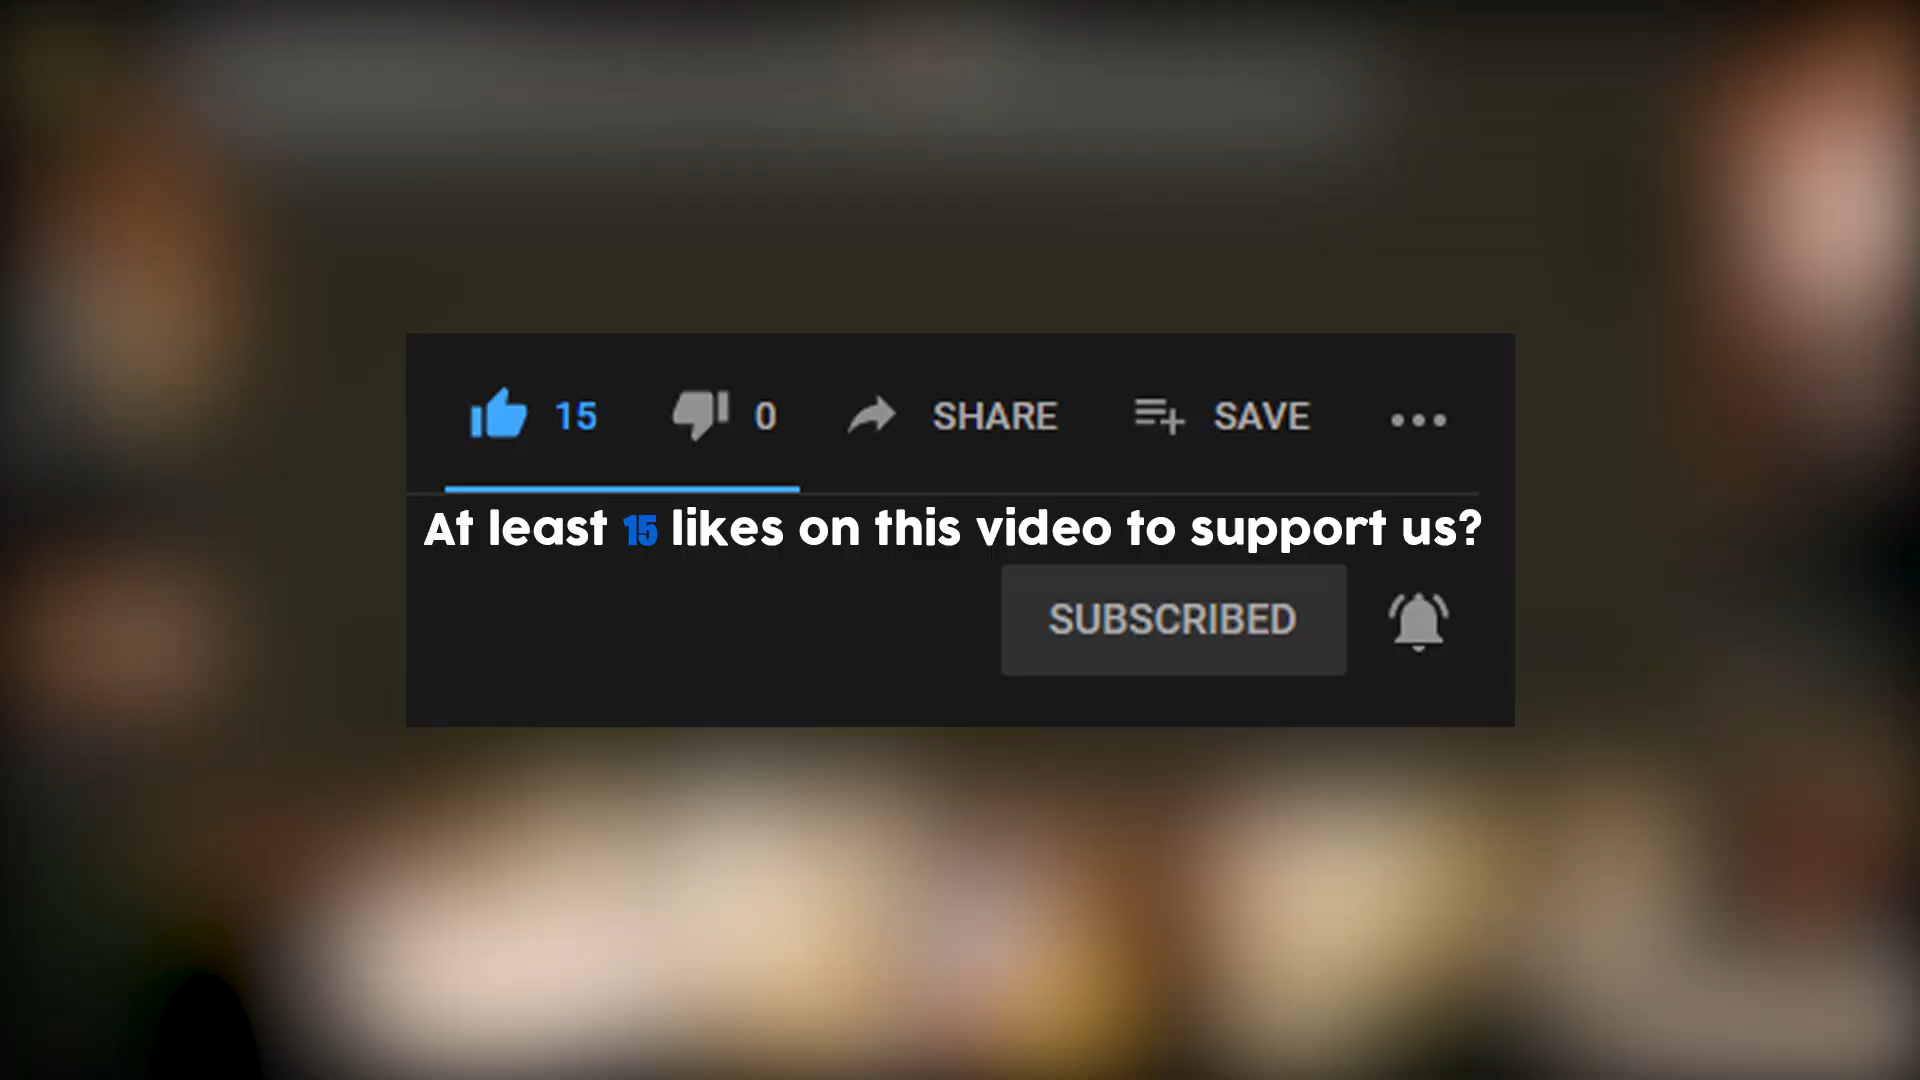 15 0 SHARE SAVE
At least 15 likes on this video to support us?
SUBSCRIBED